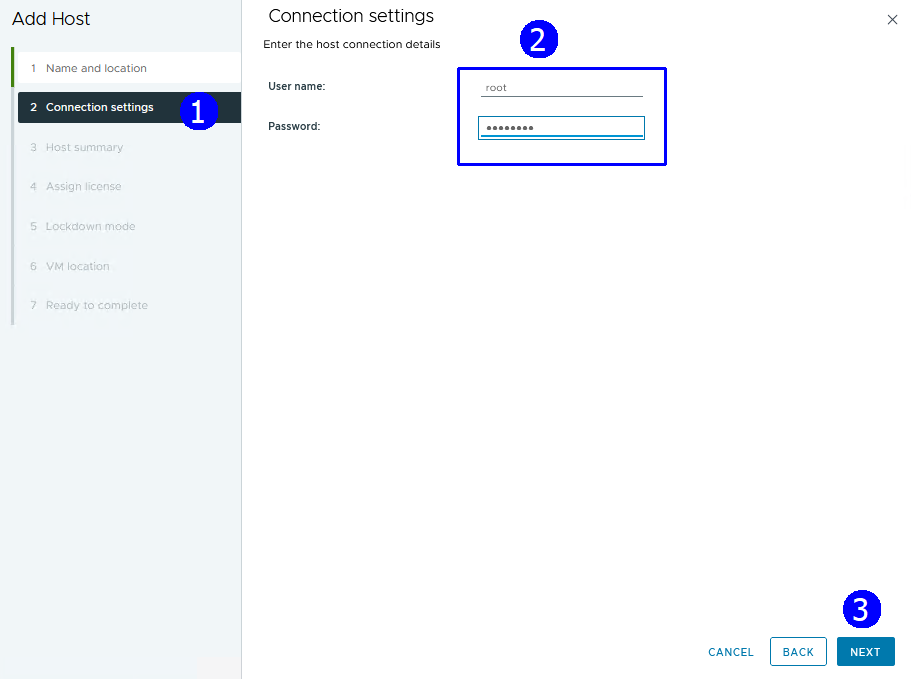 Add Host
1 Name and location
2 Connection settings
1
3 Host summary
4 Assign license
5 Lockdown mode
6 VM location
7 Ready to complete
Connection settings
Enter the host connection details
2
User name:
root
Password:
••••••••
3
CANCEL
BACK
NEXT